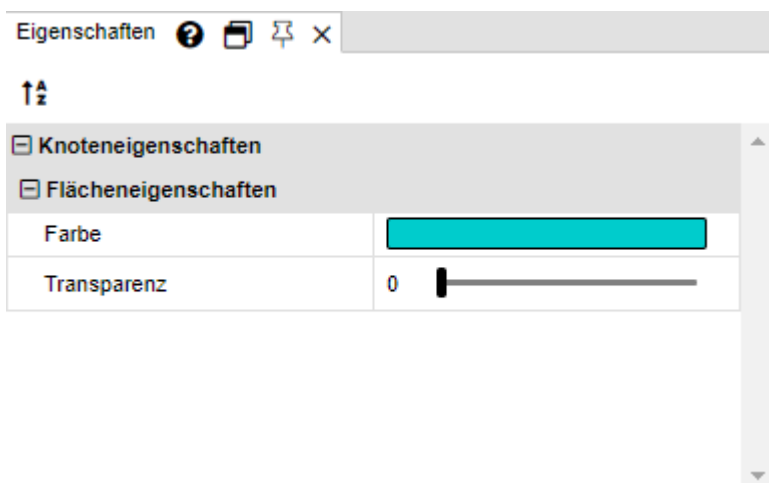 Eigenschaften
Knoteneigenschaften
Flächeneigenschaften
Farbe
Transparenz 0